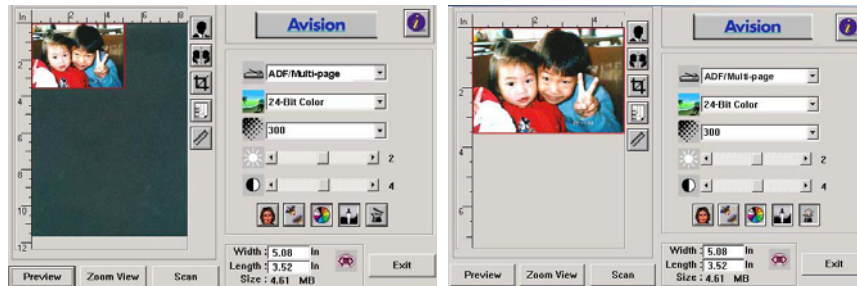 In 2 4 6 8
Avision
i
2
4
6
8
10
12
ADF/Multi-page
24-Bit Color
300
2
4
Width : 5.08 In
Length : 3.52 In
Size : 4.61 MB
Preview Zoom View Scan Exit
In 2 4
Avision
i
2
4
6
ADF/Multi-page
24-Bit Color
300
2
4
Width : 5.08 In
Length : 3.52 In
Size : 4.61 MB
Preview Zoom View Scan Exit